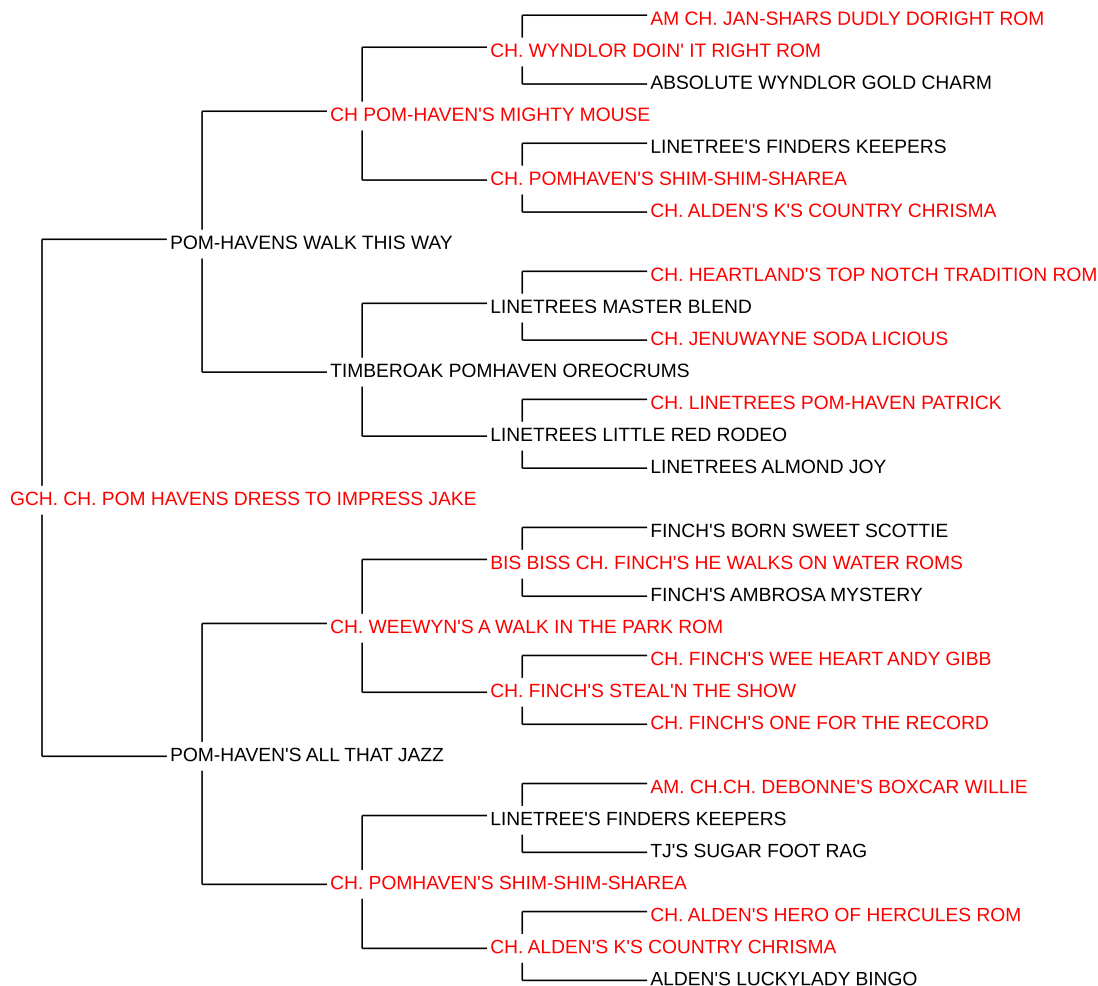 AM CH. JAN-SHARS DUDLY DORIGHT ROM
CH. WYNDLOR DOIN' IT RIGHT ROM
ABSOLUTE WYNDLOR GOLD CHARM
CH POM-HAVEN'S MIGHTY MOUSE
LINETREE'S FINDERS KEEPERS
CH. POMHAVEN'S SHIM-SHIM-SHAREA
CH. ALDEN'S K'S COUNTRY CHRISMA
POM-HAVENS WALK THIS WAY
CH. HEARTLAND'S TOP NOTCH TRADITION ROM
LINETREES MASTER BLEND
CH. JENUWAYNE SODA LICIOUS
TIMBEROAK POMHAVEN OREOCRUMS
CH. LINETREES POM-HAVEN PATRICK
LINETREES LITTLE RED RODEO
LINETREES ALMOND JOY
GCH. CH. POM HAVENS DRESS TO IMPRESS JAKE
FINCH'S BORN SWEET SCOTTIE
BIS BISS CH. FINCH'S HE WALKS ON WATER ROMS
FINCH'S AMBROSA MYSTERY
CH. WEEWYN'S A WALK IN THE PARK ROM
CH. FINCH'S WEE HEART ANDY GIBB
CH. FINCH'S STEAL'N THE SHOW
CH. FINCH'S ONE FOR THE RECORD
POM-HAVEN'S ALL THAT JAZZ
AM. CH.CH. DEBONNE'S BOXCAR WILLIE
LINETREE'S FINDERS KEEPERS
TJ'S SUGAR FOOT RAG
CH. POMHAVEN'S SHIM-SHIM-SHAREA
CH. ALDEN'S HERO OF HERCULES ROM
CH. ALDEN'S K'S COUNTRY CHRISMA
ALDEN'S LUCKYLADY BINGO